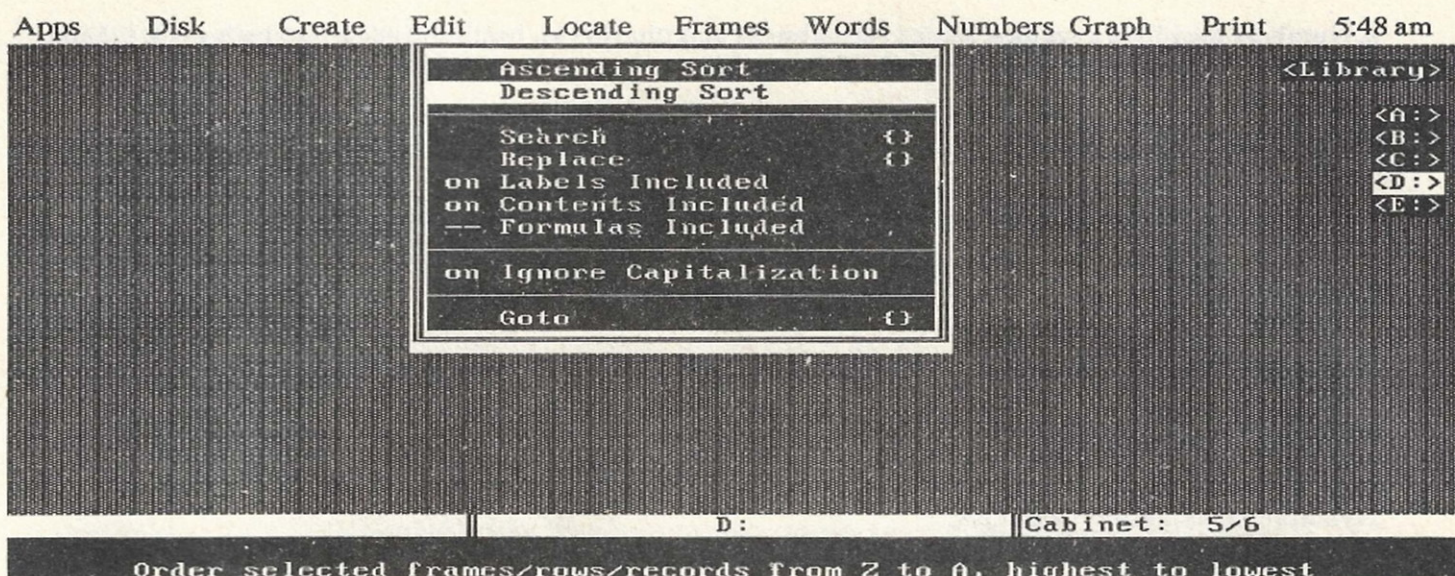 Apps Disk Create Edit Locate Frames Words Numbers Graph Print 5:48 am
Ascending Sort
Descending Sort
Search {}
Replace {}
on Labels Included
on Contents Included
-- Formulas Included
on Ignore Capitalization
Goto {}
<Library>
<A:>
<B:>
<C:>
<D:>
<E:>
D: Cabinet: 5/6
Order selected frames/rows/records from Z to A, highest to lowest